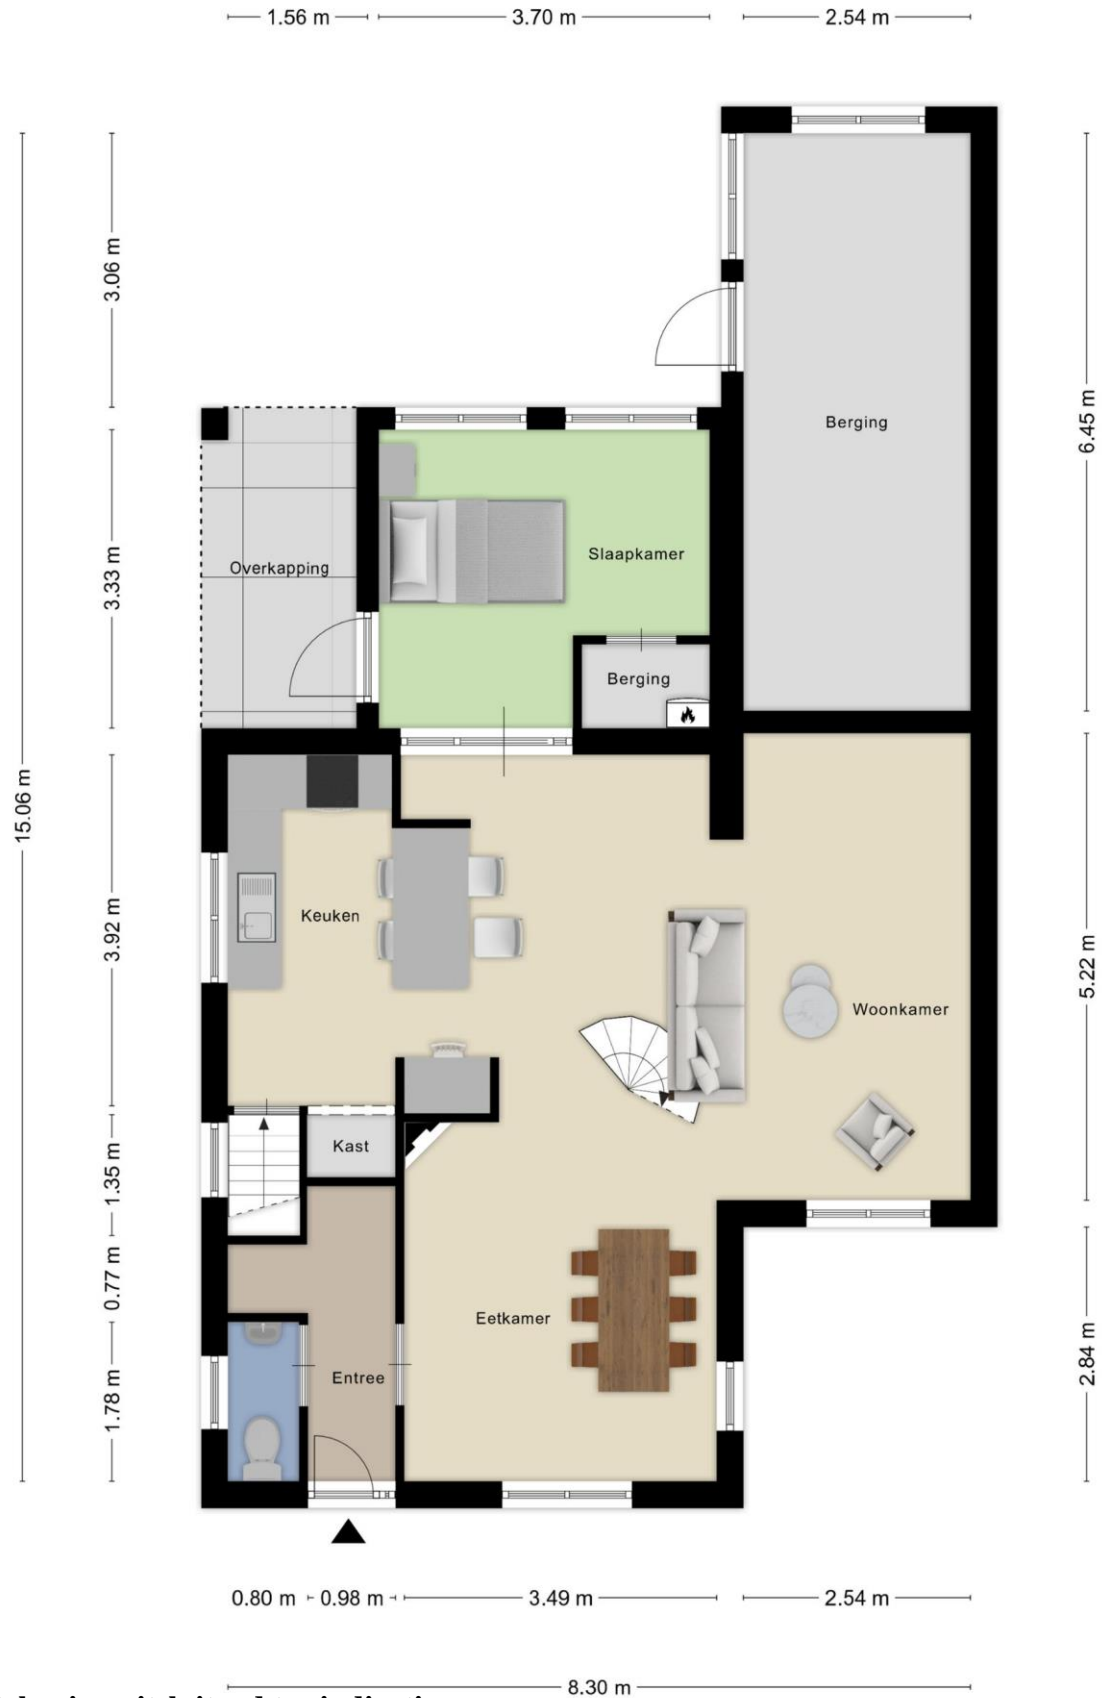 1.56 m
3.70 m
2.54 m
3.06 m
6.45 m
Berging
Slaapkamer
Overkapping
3.33 m
Berging
15.06 m
Keuken
3.92 m
5.22 m
Woonkamer
Kast
1.35 m
0.77 m
Eetkamer
2.84 m
Entree
1.78 m
0.80 m
0.98 m
3.49 m
2.54 m
8.30 m